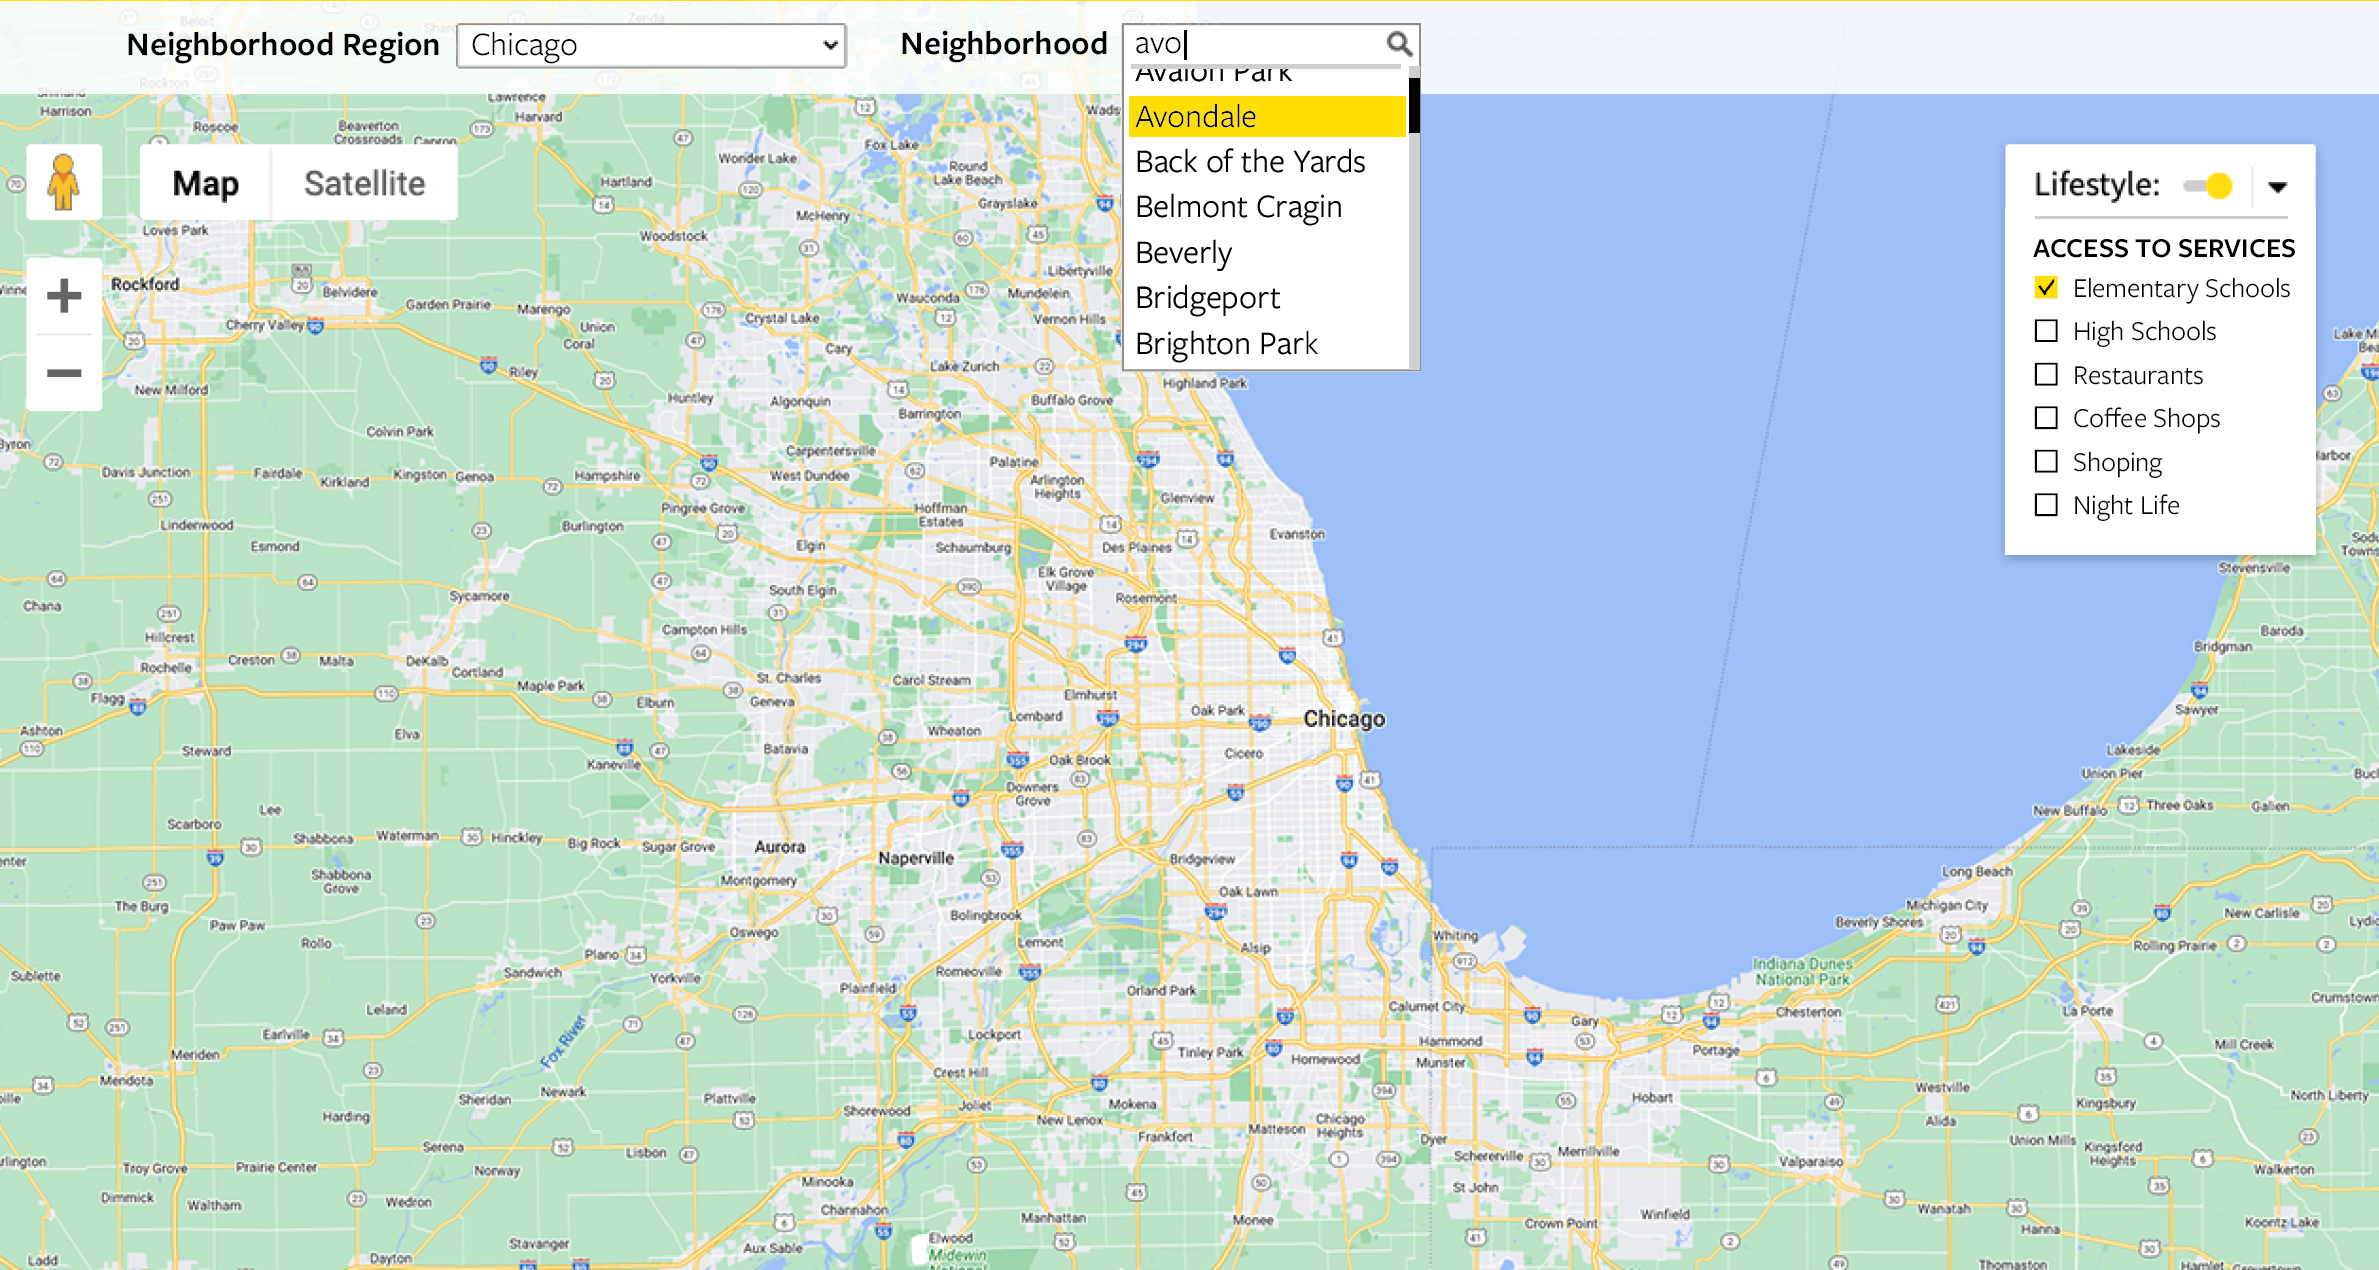 Neighborhood Region
Chicago
Neighborhood
avo
Avalon Park
Avondale
Back of the Yards
Belmont Cragin
Beverly
Bridgeport
Brighton Park
Map
Satellite
Lifestyle:
ACCESS TO SERVICES
Elementary Schools
High Schools
Restaurants
Coffee Shops
Shoping
Night Life
Harrison
Roscoe
Beaverton
Crossroads
Capron
Lawrence
Harvard
Fox Lake
Wonder Lake
Round
Lake Beach
Hartland
Grayslake
McHenry
Loves Park
Woodstock
Libertyville
Rockford
Belvidere
Garden Prairie
Marengo
Wauconda
Mundelein
Crystal Lake
Vernon Hills
Cherry Valley
Union
Coral
Cary
Lake Zurich
Riley
New Milford
Highland Park
Huntley
Algonquin
Barrington
Buffalo Grove
Byron
Colvin Park
Carpentersville
West Dundee
Palatine
Arlington
Heights
Glenview
Davis Junction
Fairdale
Kirkland
Kingston
Genoa
Hampshire
Pingree Grove
Hoffman
Estates
Lindenwood
Burlington
Evanston
Esmond
Elgin
Schaumburg
Des Plaines
Elk Grove
Village
South Elgin
Rosemont
Chana
Sycamore
Stevensville
Hillcrest
Campton Hills
Baroda
Bridgman
Rochelle
Creston
Malta
DeKalb
Cortland
Maple Park
St. Charles
Carol Stream
Elmhurst
Flagg
Elburn
Geneva
Lombard
Oak Park
Chicago
Sawyer
Ashton
Elva
Wheaton
Steward
Batavia
Kaneville
Oak Brook
Cicero
Lakeside
Union Pier
Downers
Grove
Lee
New Buffalo
Three Oaks
Galien
Scarboro
Shabbona
Waterman
Hinckley
Big Rock
Sugar Grove
Aurora
Naperville
Bridgeview
Shabbona
Grove
Montgomery
Oak Lawn
Long Beach
The Burg
Paw Paw
Bolingbrook
Michigan City
New Carlisle
Rollo
Oswego
Lemont
Alsip
Whiting
Beverly Shores
Rolling Prairie
Sublette
Sandwich
Plano
Yorkville
Plainfield
Romeoville
Orland Park
Indiana Dunes
National Park
Leland
Calumet City
Gary
Chesterton
La Porte
Crumstown
Earlville
Fox River
Lockport
Tinley Park
Homewood
Hammond
Munster
Portage
Mill Creek
Meriden
Mendota
Newark
Crest Hill
Sheridan
Plattville
Shorewood
Joliet
New Lenox
Mokena
Hobart
Westville
Kingsbury
North Liberty
Harding
Chicago
Heights
Matteson
Frankfort
Dyer
Alida
Serena
Lisbon
Schererville
Merrillville
Union Mills
Kingsford
Heights
Troy Grove
Prairie Center
Norway
Valparaiso
Walkerton
Dimmick
Waltham
Wedron
Minooka
Channahon
St John
Manhattan
Monee
Crown Point
Winfield
Wanatah
Hanna
Koontz Lake
Stavanger
Aux Sable
Elwood
Midewin
Ladd
Dayton
Thomaston